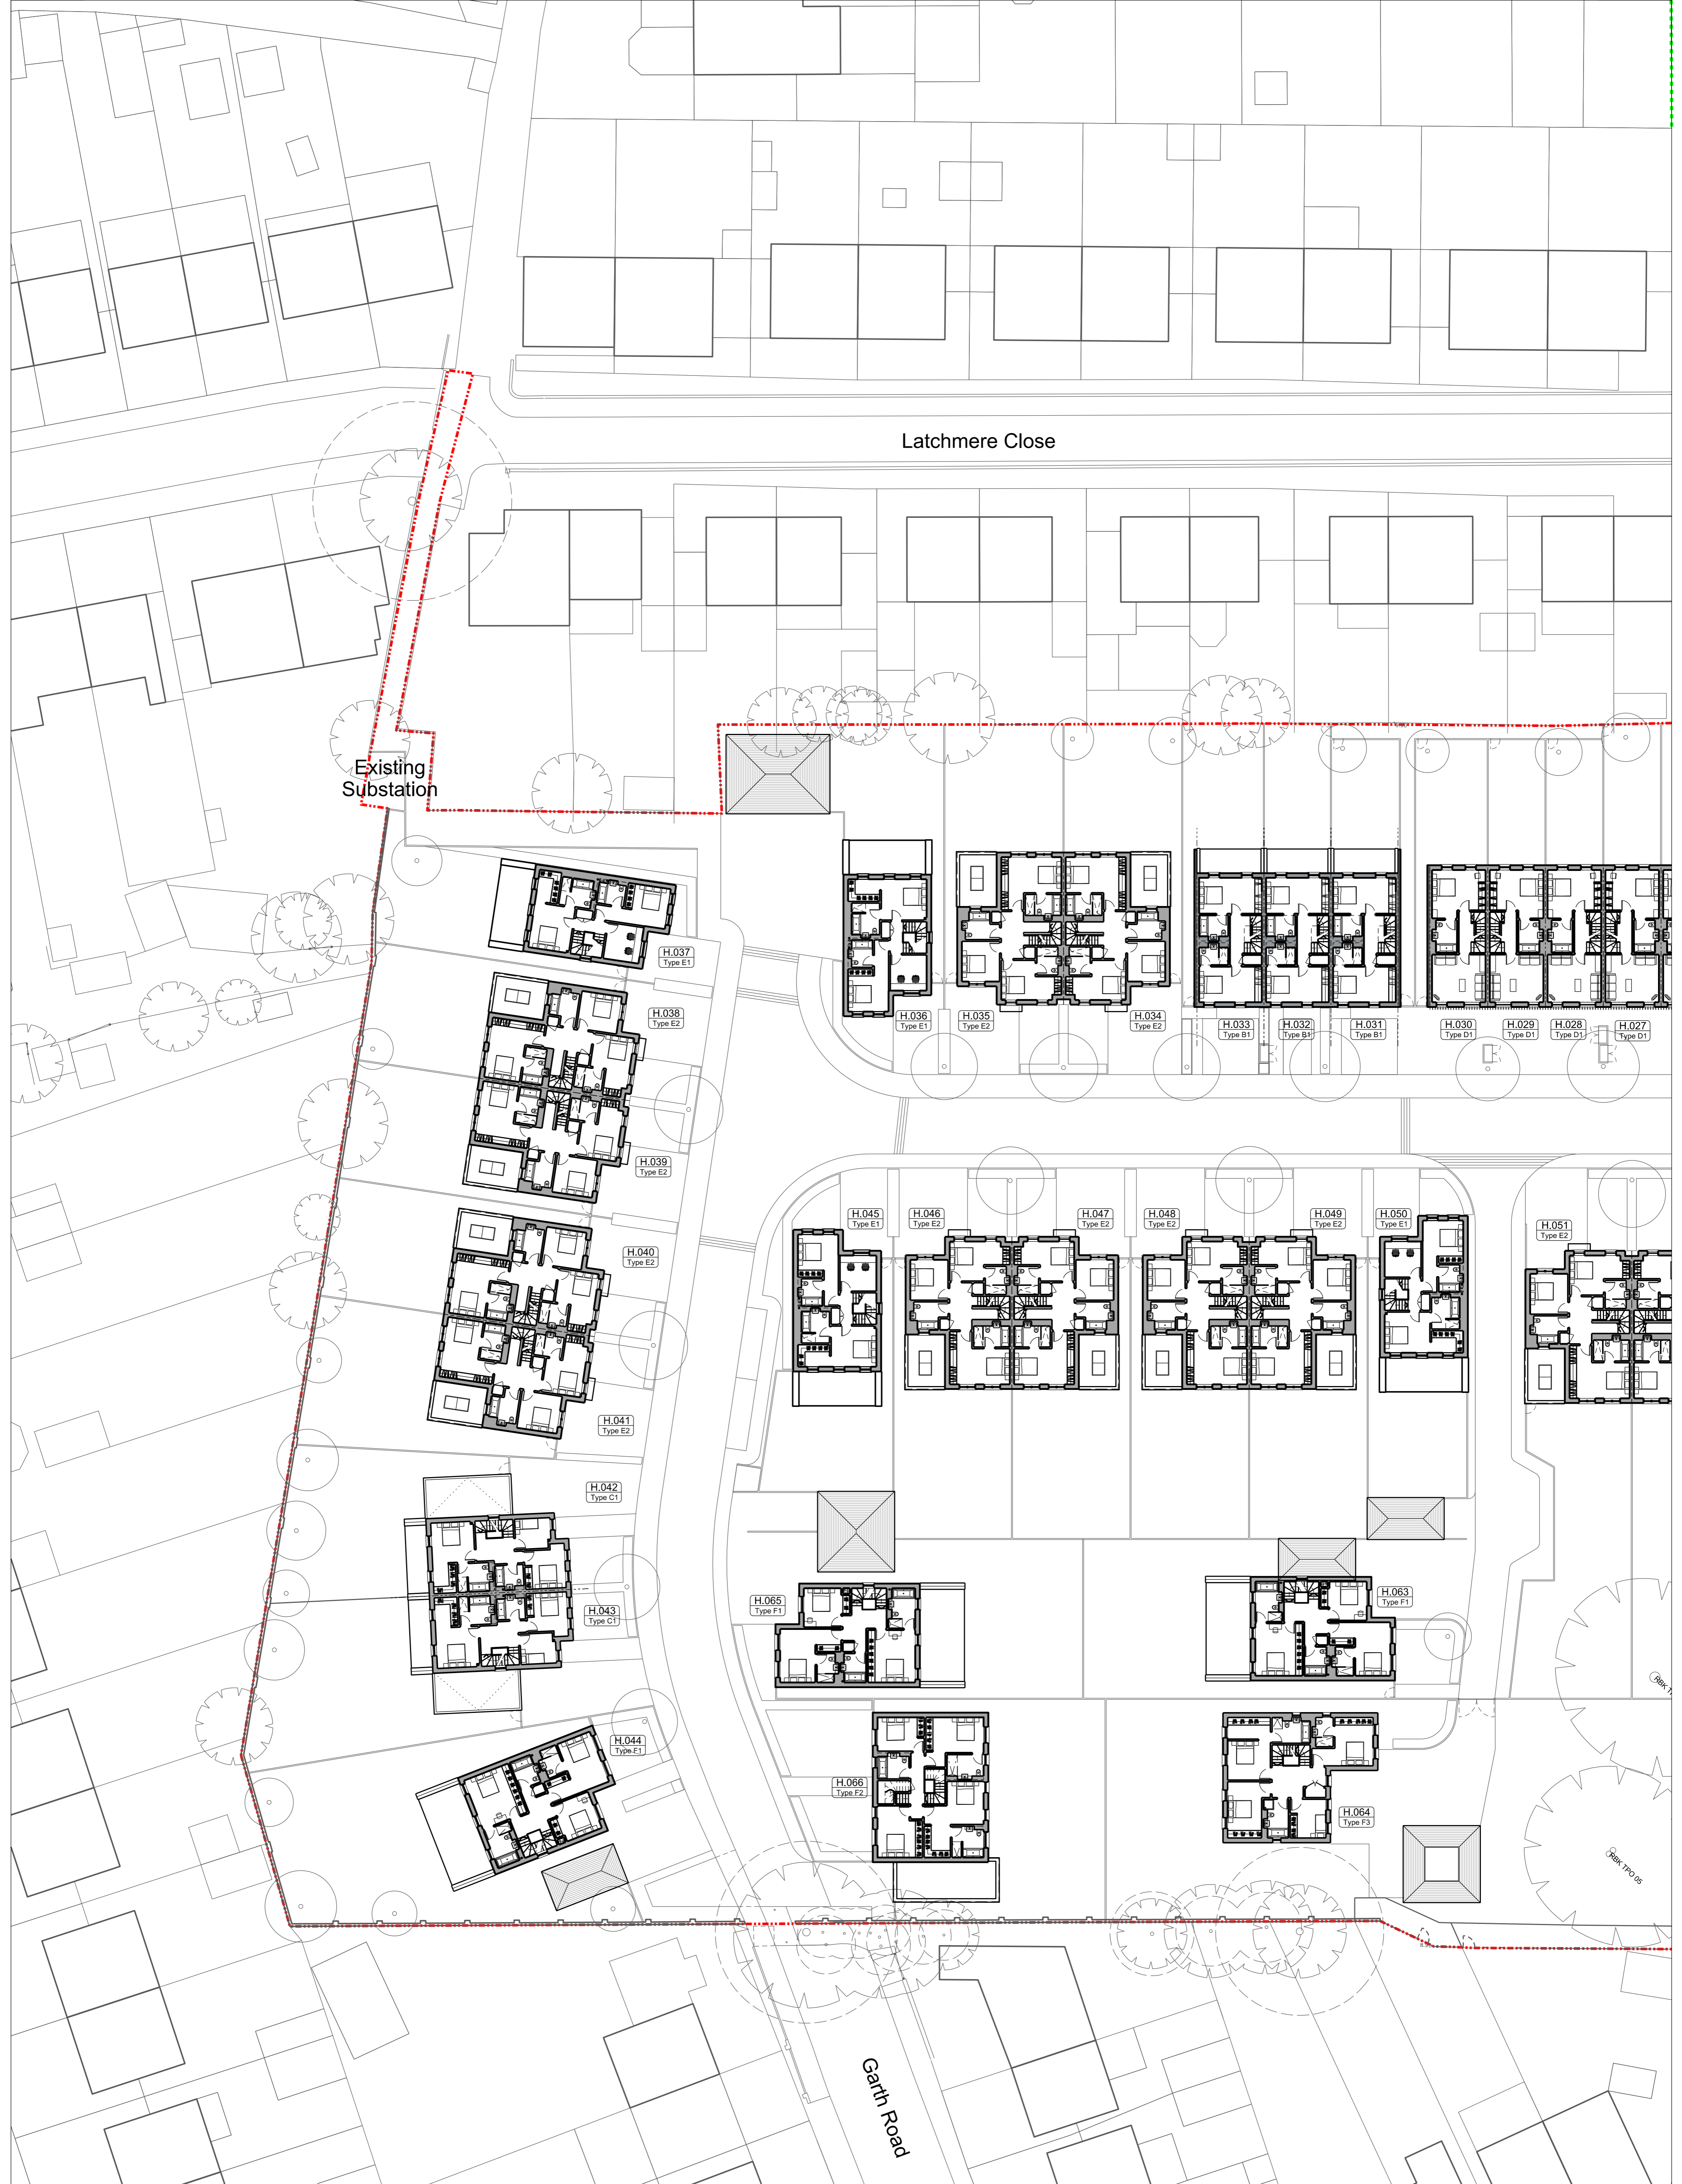 Latchmere Close
Existing
Substation
H.037
Type E1
H.036
Type E1
H.035
Type E2
H.034
Type E2
H.033
Type B1
H.032
Type B1
H.031
Type B1
H.030
Type D1
H.029
Type D1
H.028
Type D1
H.027
Type D1
H.038
Type E2
H.039
Type E2
H.040
Type E2
H.041
Type E2
H.045
Type E1
H.046
Type E2
H.047
Type E2
H.048
Type E2
H.049
Type E2
H.050
Type E1
H.051
Type E2
H.042
Type C1
H.043
Type C1
H.065
Type F1
H.063
Type F1
H.044
Type F1
H.066
Type F2
H.064
Type F3
RBK
RBK TPO 05
Garth Road